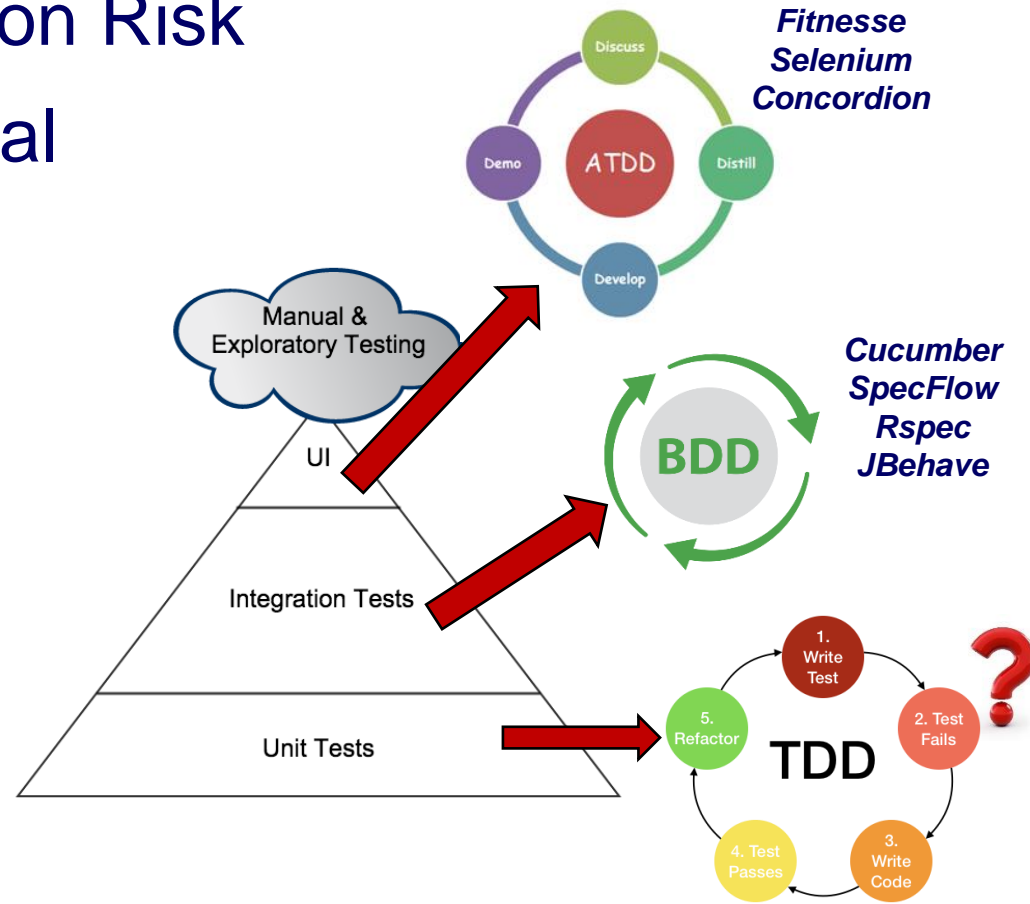 on Risk
al
Fitnesse
Selenium
Concordion
Discuss
Demo
ATDD
Distill
Develop
Manual &
Exploratory Testing
UI
Integration Tests
Unit Tests
BDD
Cucumber
SpecFlow
Rspec
JBehave
1.
Write
Test
2. Test
Fails
3.
Write
Code
4. Test
Passes
5.
Refactor
TDD
?